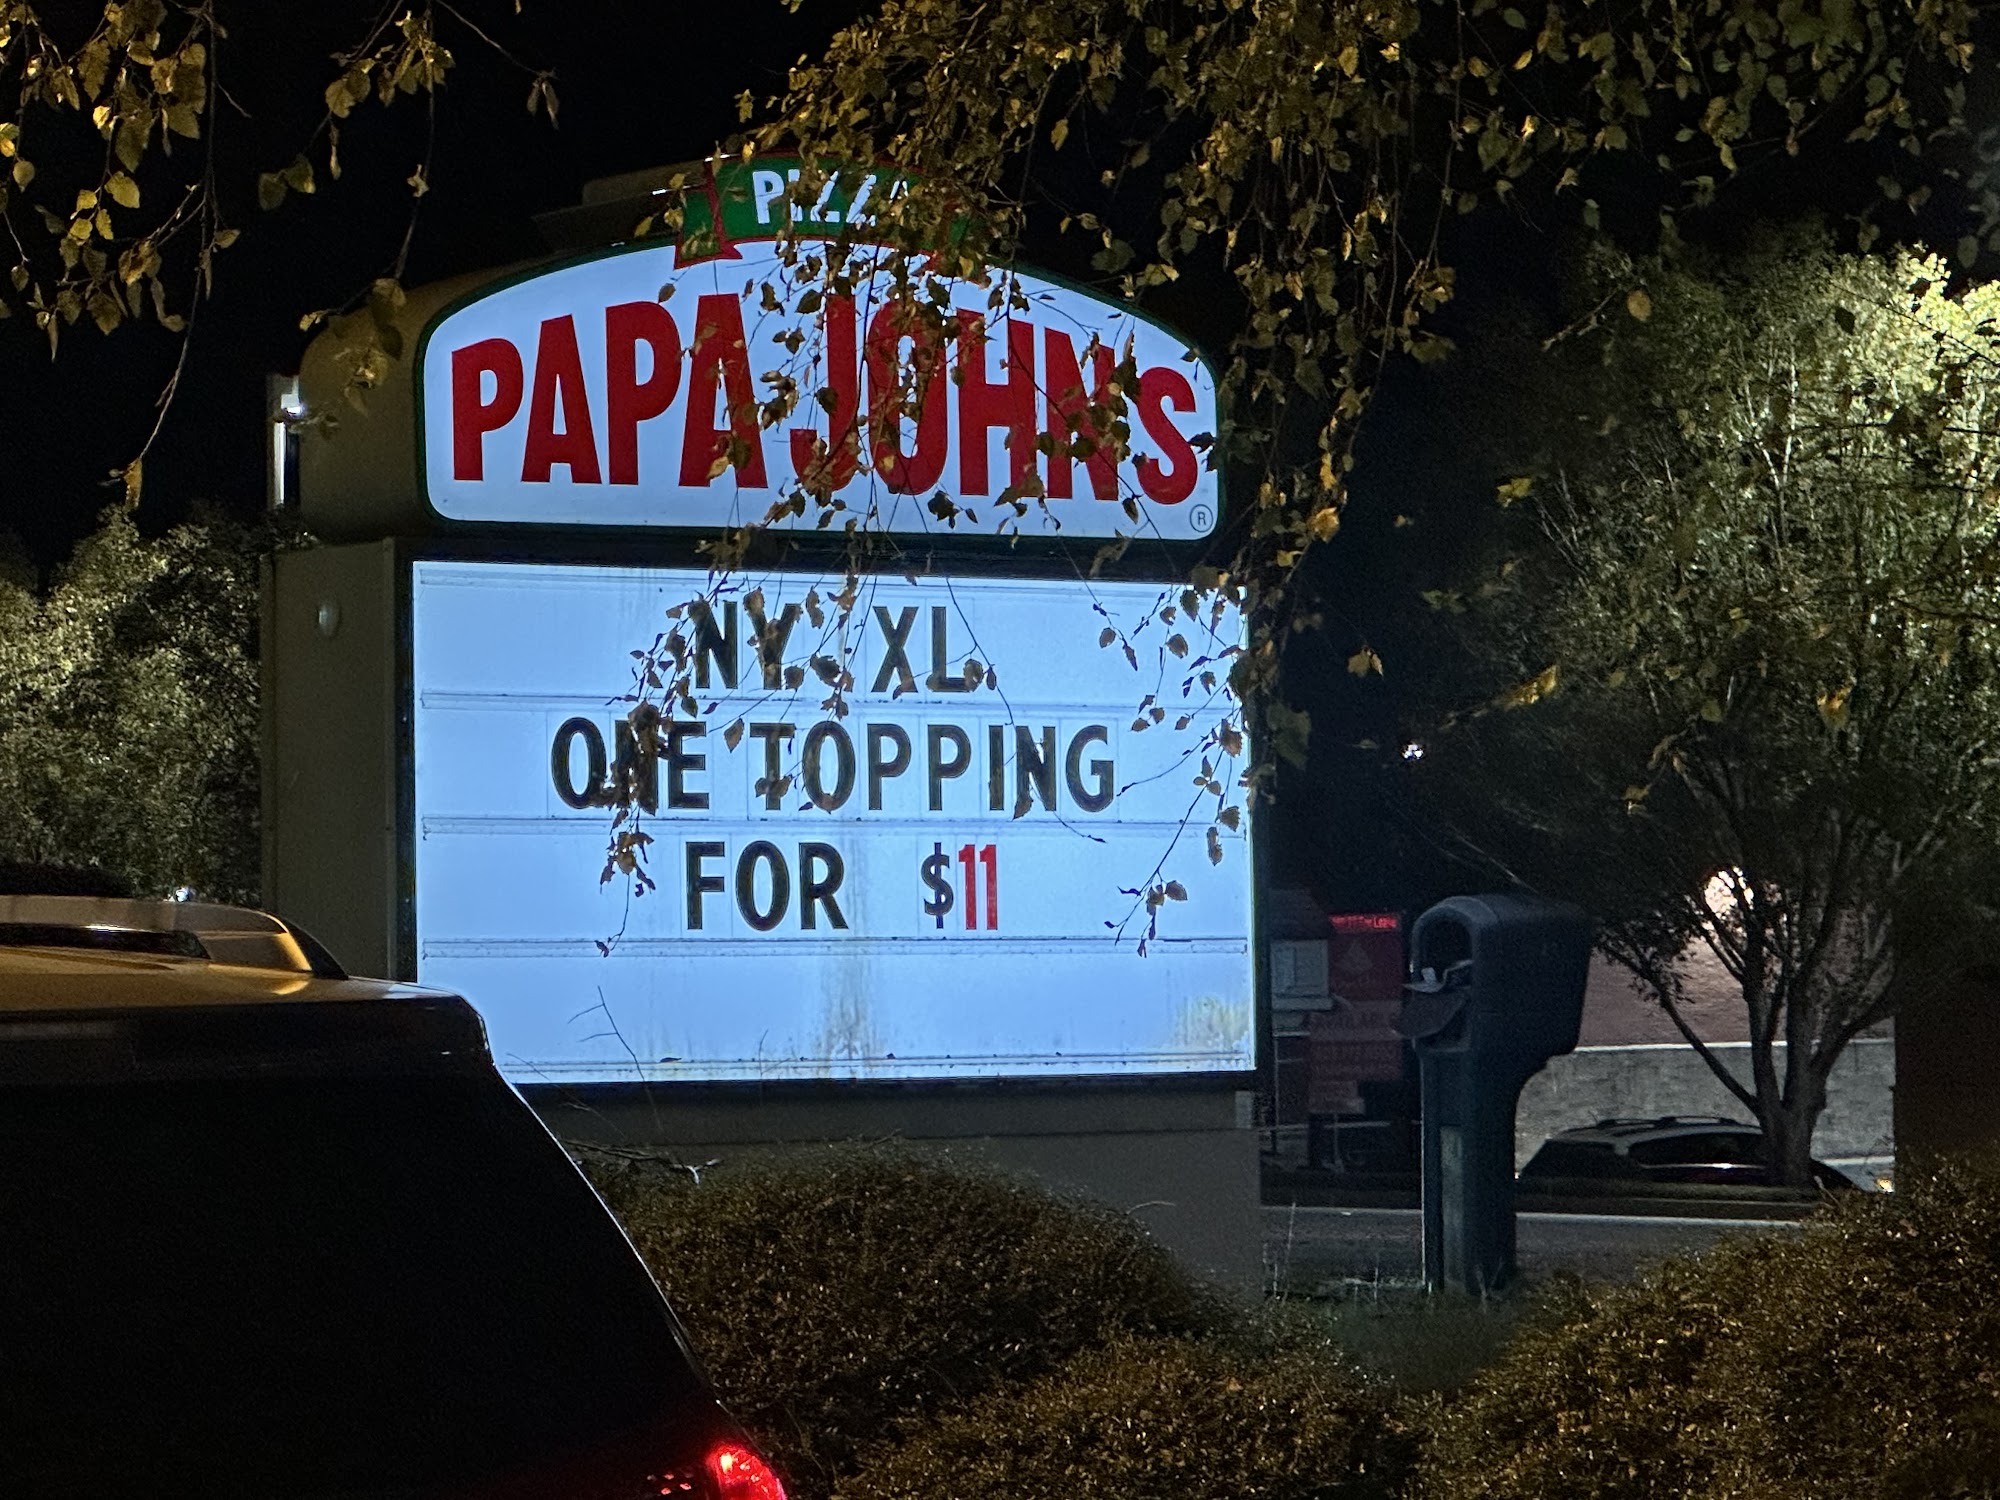 PIZZA
PAPA JOHNS
®
NY XL
ONE TOPPING
FOR $11